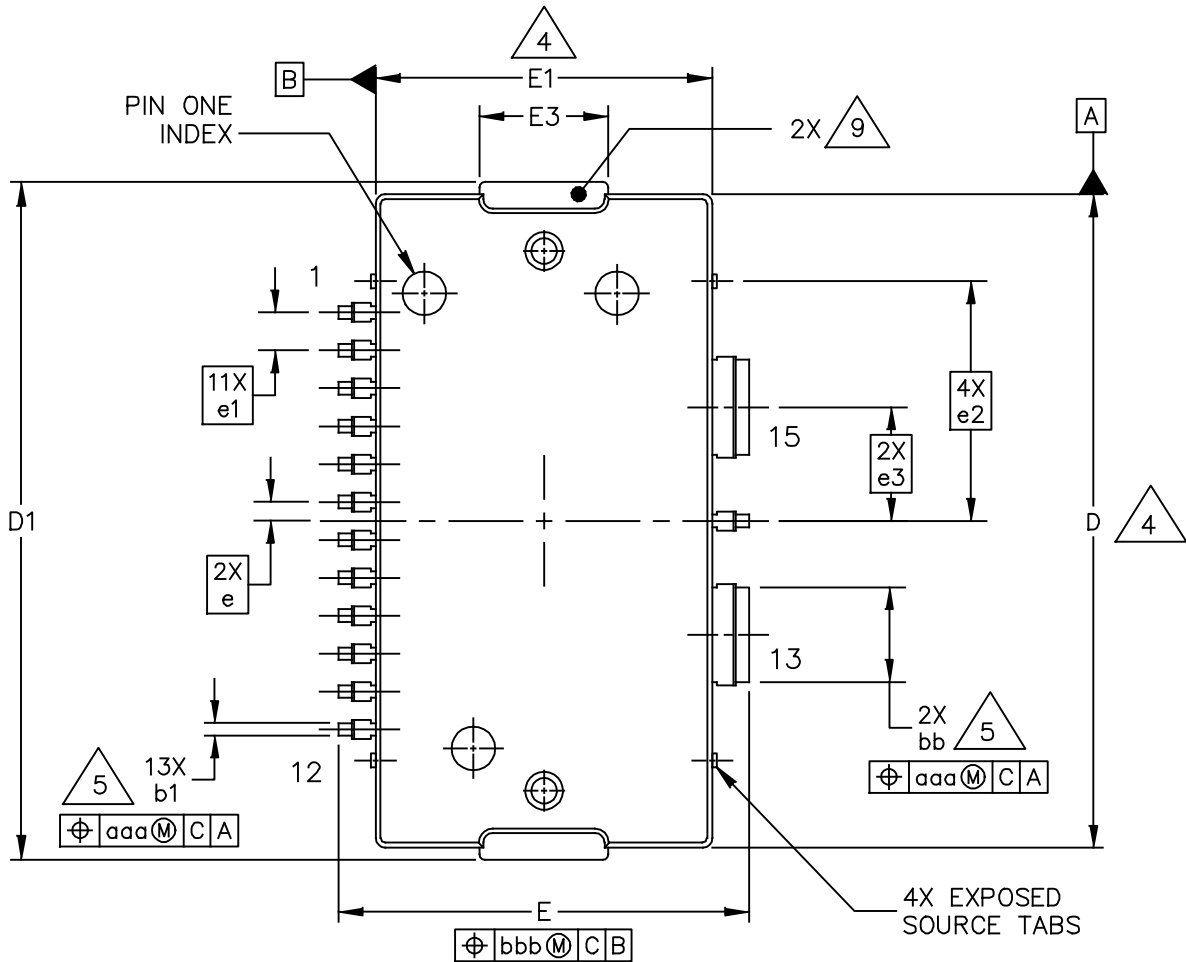 4
B
E1
PIN ONE
INDEX
E3
2X 9
A
1
11X
e1
4X
e2
15
2X
e3
D1
D 4
2X
e
13
2X
bb 5
⌖ aaa Ⓜ C A
5 13X
b1
12
⌖ aaa Ⓜ C A
4X EXPOSED
SOURCE TABS
E
⌖ bbb Ⓜ C B